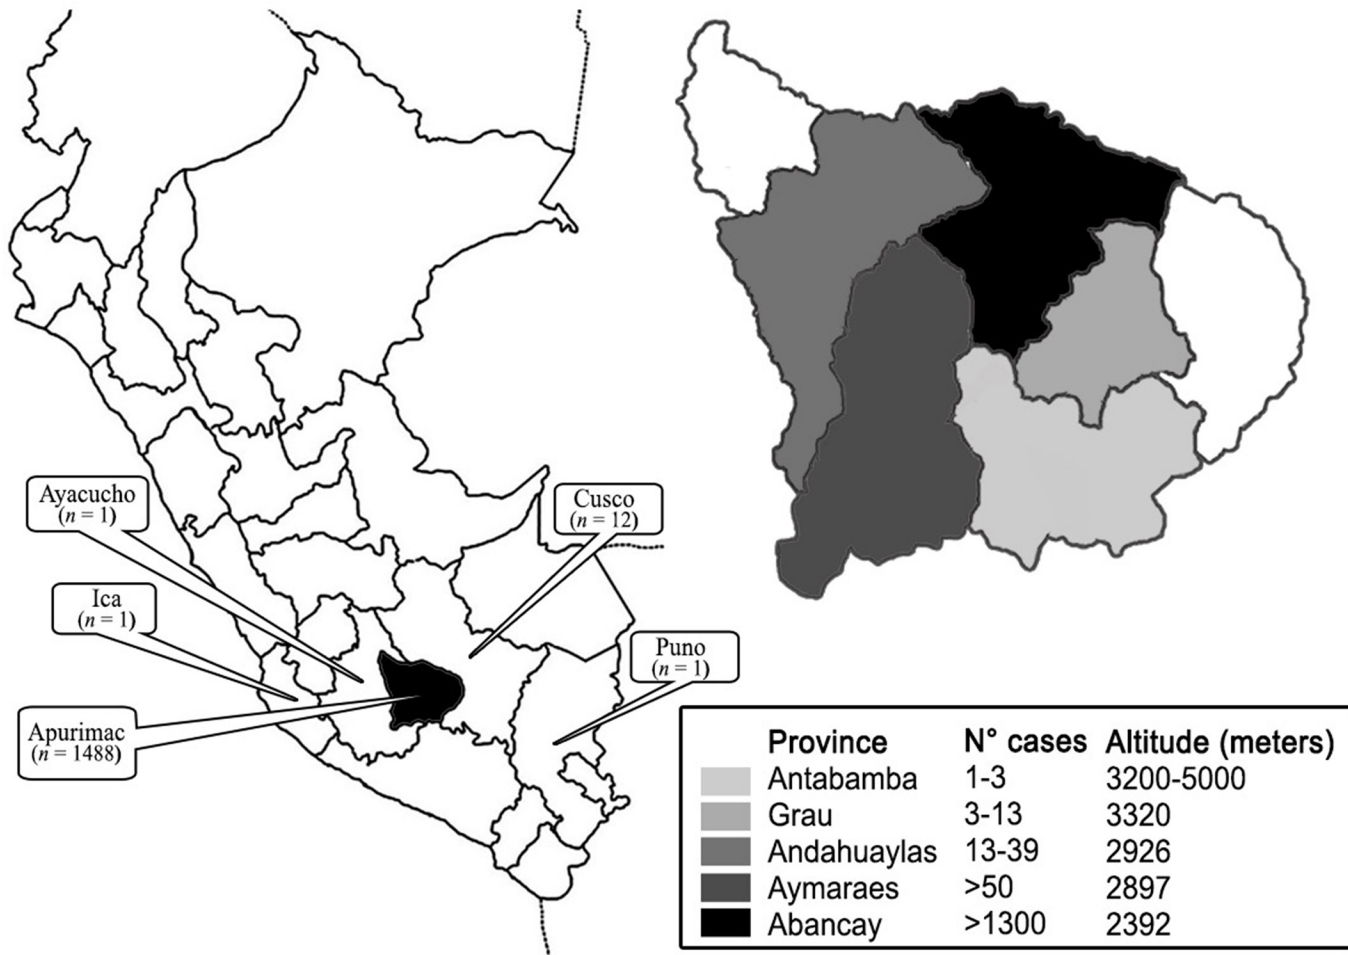 Ayacucho
(n = 1)
Cusco
(n = 12)
Ica
(n = 1)
Puno
(n = 1)
Apurimac
(n = 1488)
Province N° cases Altitude (meters)
Antabamba 1-3 3200-5000
Grau 3-13 3320
Andahuaylas 13-39 2926
Aymaraes >50 2897
Abancay >1300 2392